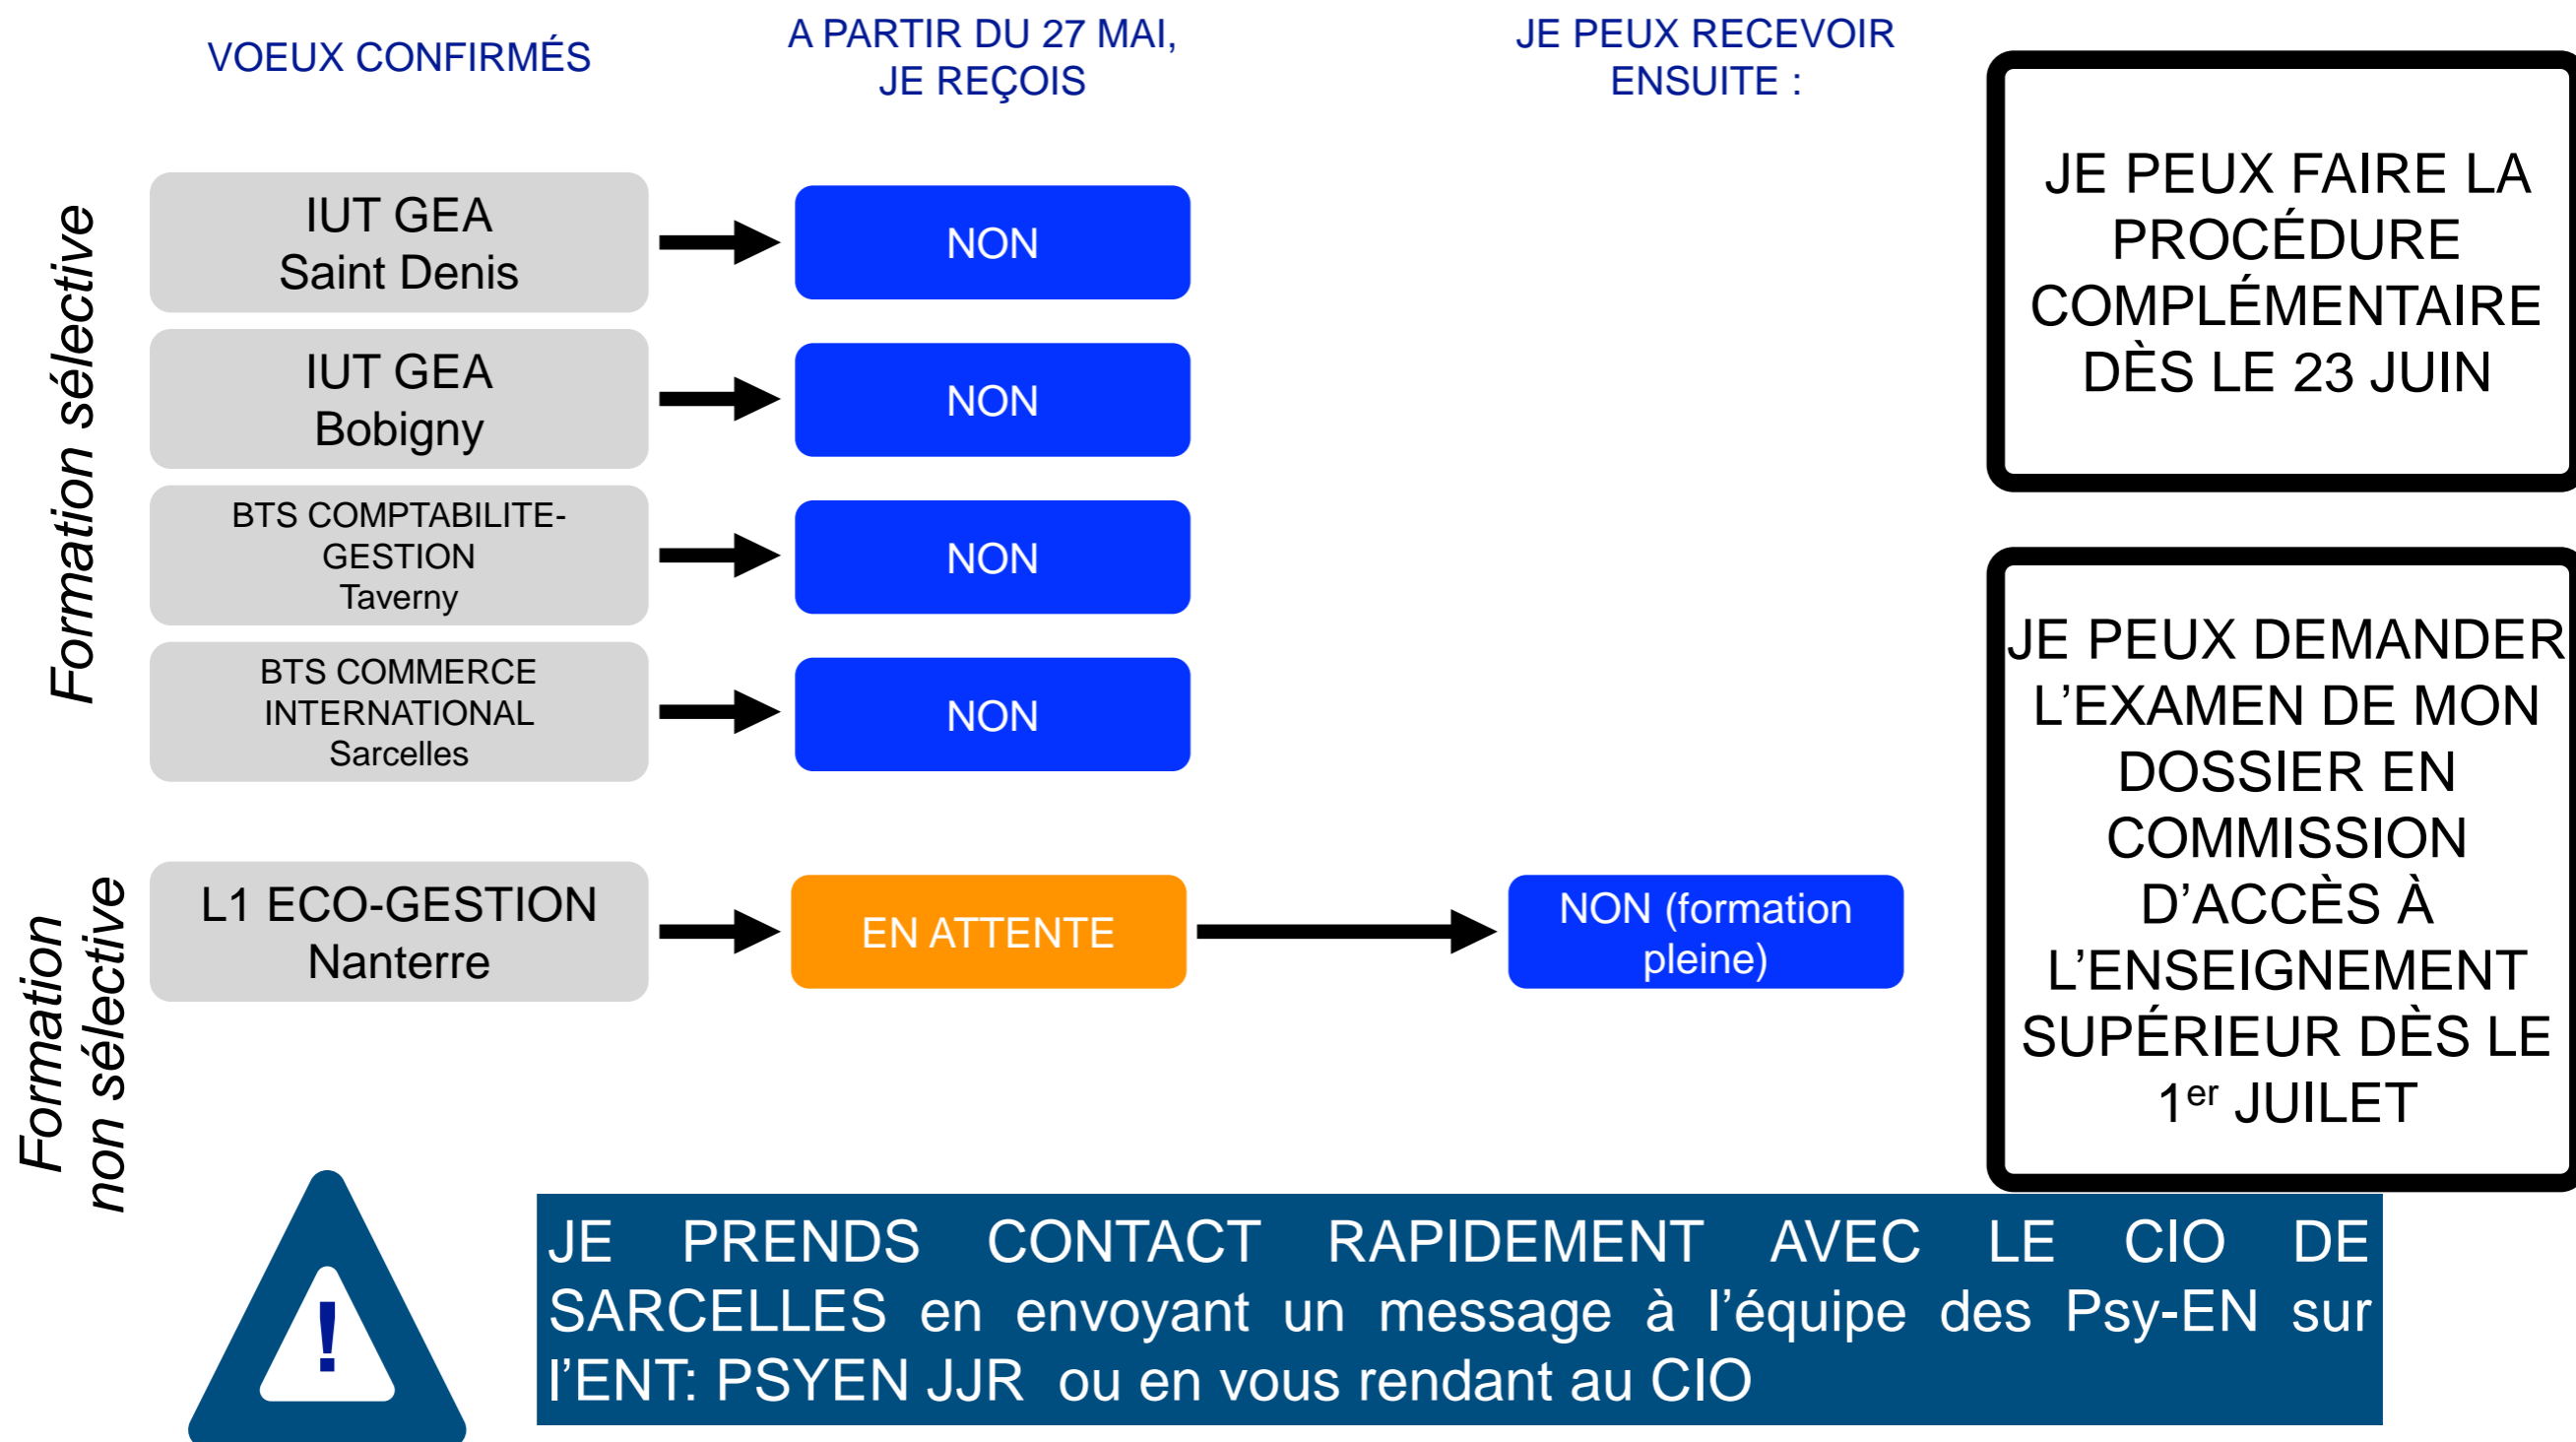 VOEUX CONFIRMÉS
A PARTIR DU 27 MAI,
JE REÇOIS
JE PEUX RECEVOIR
ENSUITE :
Formation sélective
IUT GEA
Saint Denis
NON
IUT GEA
Bobigny
NON
BTS COMPTABILITE-
GESTION
Taverny
NON
BTS COMMERCE
INTERNATIONAL
Sarcelles
NON
Formation
non sélective
L1 ECO-GESTION
Nanterre
EN ATTENTE
NON (formation
pleine)
JE PEUX FAIRE LA
PROCÉDURE
COMPLÉMENTAIRE
DÈS LE 23 JUIN
JE PEUX DEMANDER
L’EXAMEN DE MON
DOSSIER EN
COMMISSION
D’ACCÈS À
L’ENSEIGNEMENT
SUPÉRIEUR DÈS LE
1er JUILET
!
JE PRENDS CONTACT RAPIDEMENT AVEC LE CIO DE
SARCELLES en envoyant un message à l’équipe des Psy-EN sur
l’ENT: PSYEN JJR ou en vous rendant au CIO